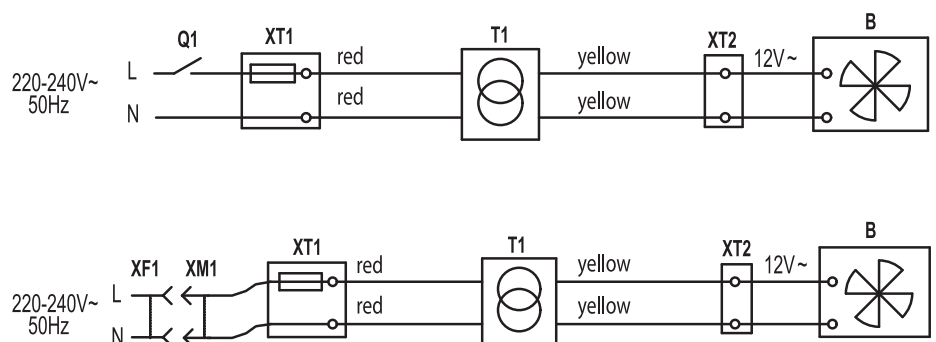 Q1 XT1 T1 XT2 B
red yellow 12V~
220-240V~ L
50Hz
N red yellow
XF1 XM1 XT1 T1 XT2 B
red yellow 12V~
220-240V~ L
50Hz
N red yellow